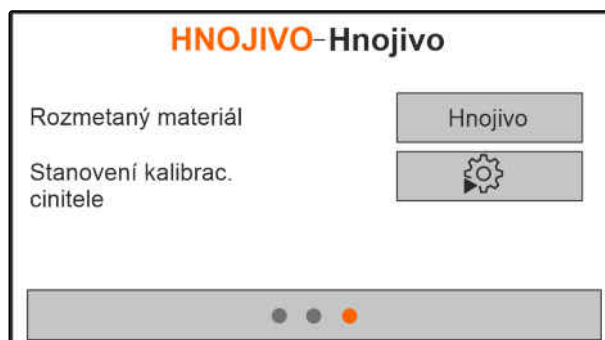 HNOJIVO-Hnojivo
Rozmetaný materiál
Hnojivo
Stanovení kalibrac.
cinitele